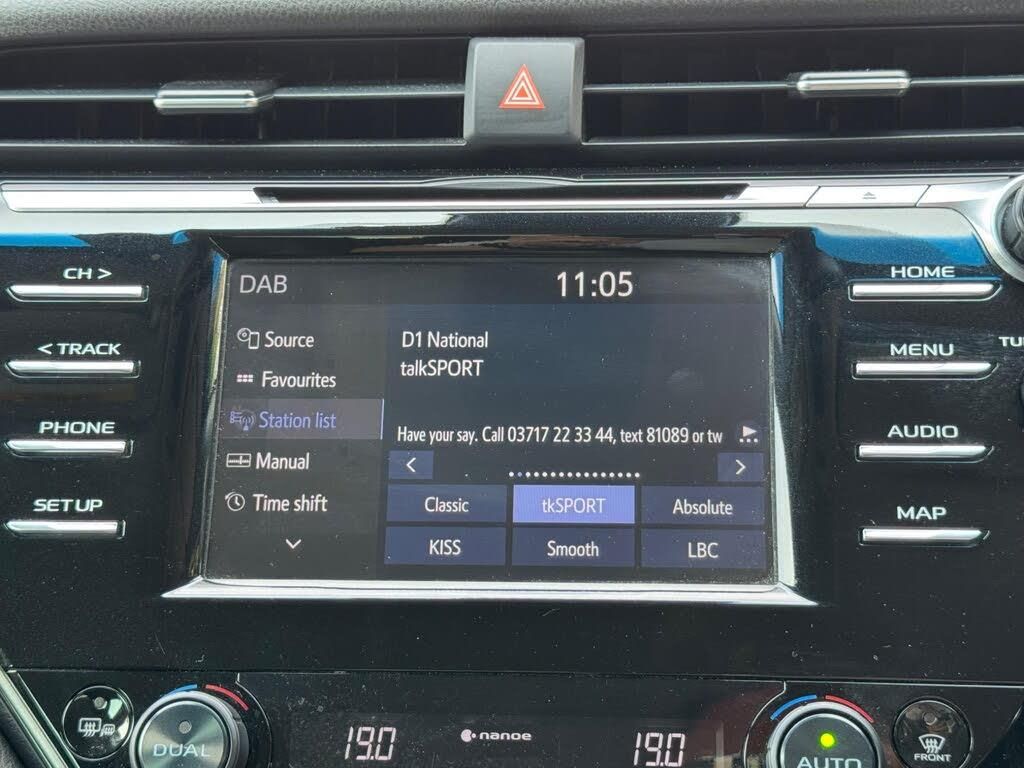 CH >
< TRACK
PHONE
SETUP
DAB
11:05
Source
Favourites
Station list
Manual
Time shift
D1 National
talkSPORT
Have your say. Call 03717 22 33 44, text 81089 or tw
Classic
tkSPORT
Absolute
KISS
Smooth
LBC
HOME
MENU
AUDIO
MAP
DUAL
19.0
nanoe
19.0
AUTO
FRONT